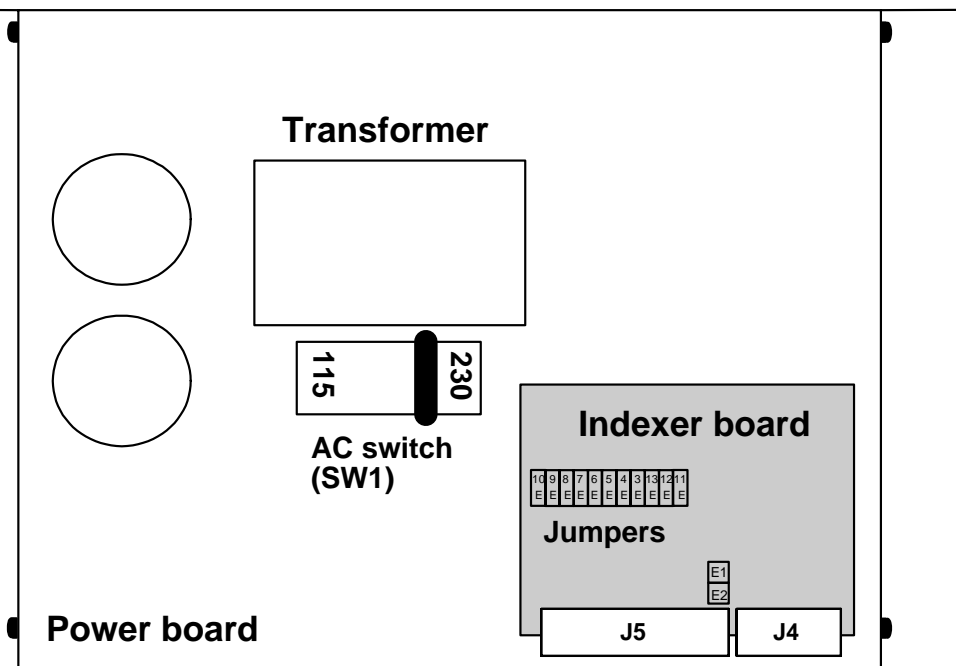 Transformer
115
230
AC switch
(SW1)
Indexer board
10 9 8 7 6 5 4 3 13 12 11
E E E E E E E E E E E
Jumpers
E1
E2
Power board
J5
J4